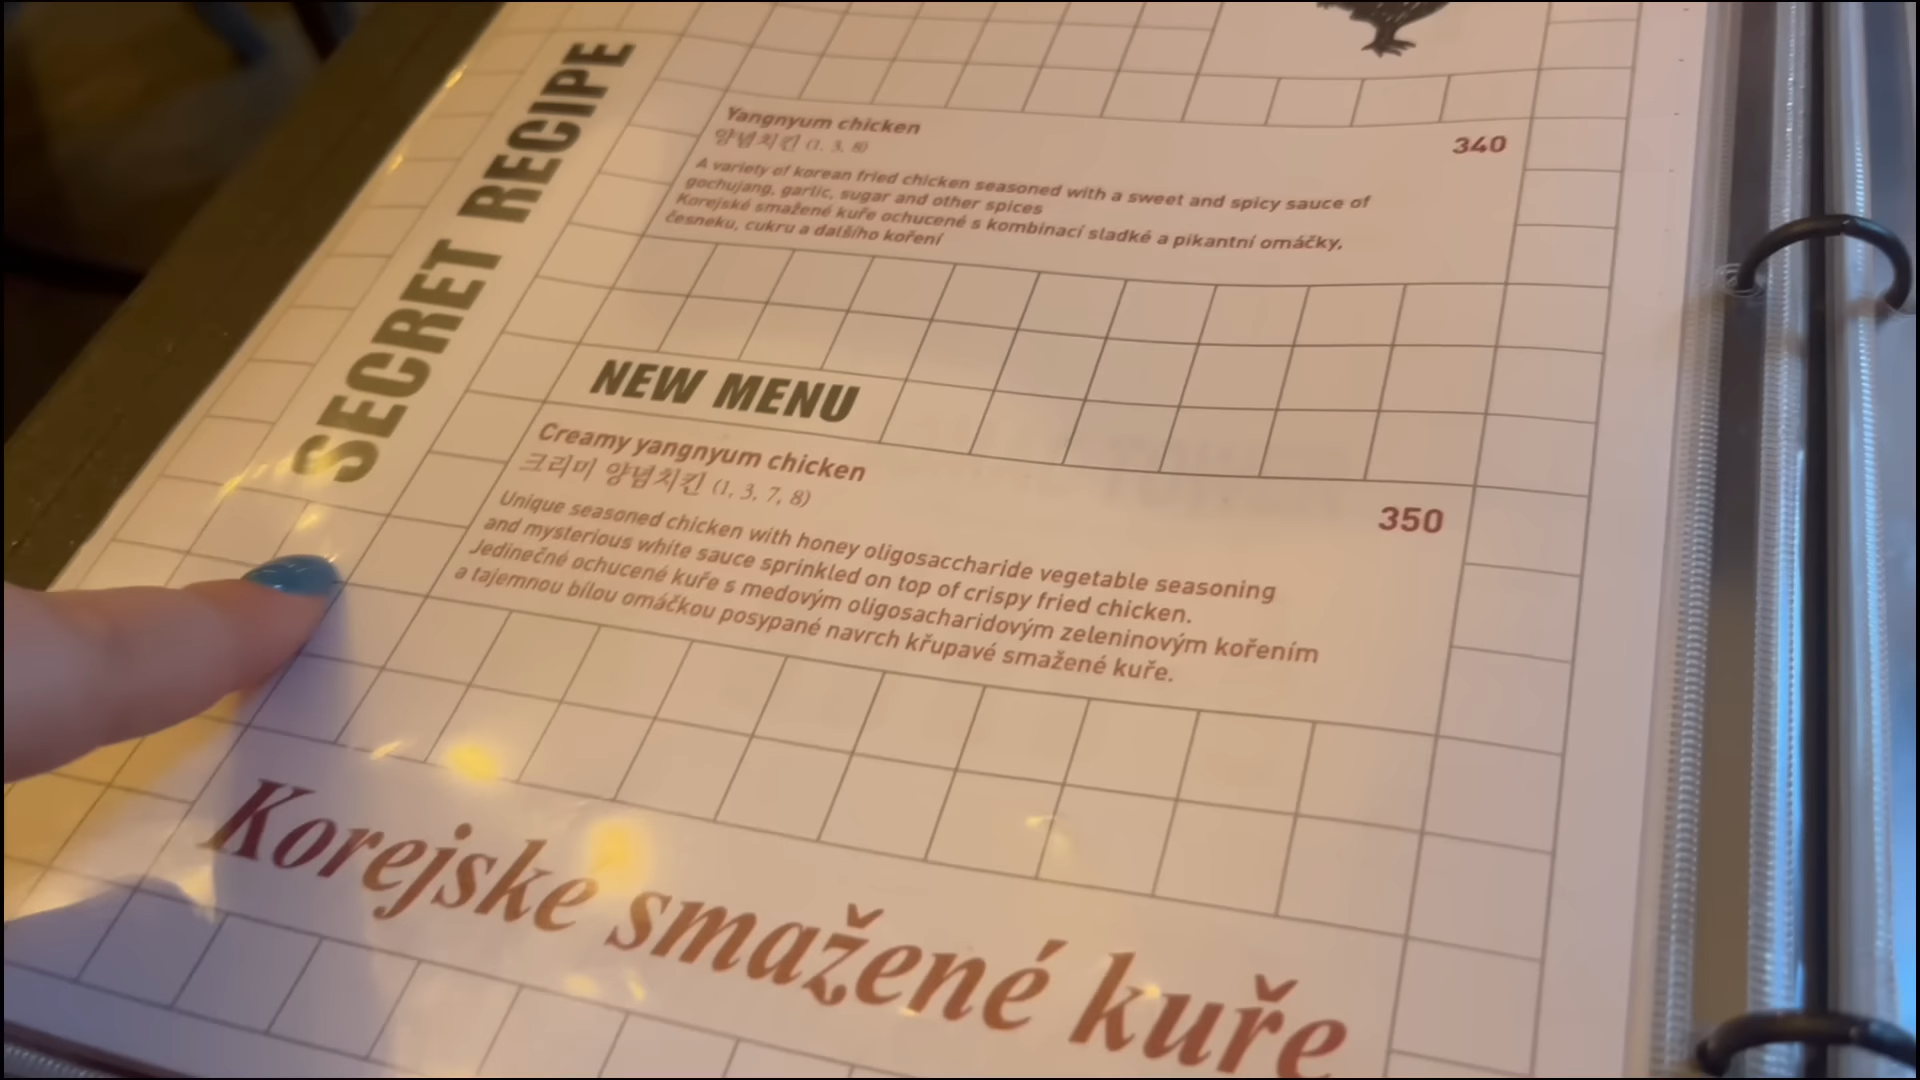 SECRET RECIPE
Yangnyum chicken
양념치킨 (1, 3, 8)
340
A variety of korean fried chicken seasoned with a sweet and spicy sauce of
gochujang, garlic, sugar and other spices
Korejské smažené kuře ochucené s kombinací sladké a pikantní omáčky,
česneku, cukru a dalšího koření
NEW MENU
Creamy yangnyum chicken
크리미 양념치킨 (1, 3, 7, 8)
350
Unique seasoned chicken with honey oligosaccharide vegetable seasoning
and mysterious white sauce sprinkled on top of crispy fried chicken.
Jedinečné ochucené kuře s medovým oligosacharidovým zeleninovým kořením
a tajemnou bílou omáčkou posypané navrch křupavé smažené kuře.
Korejske smažené kuře